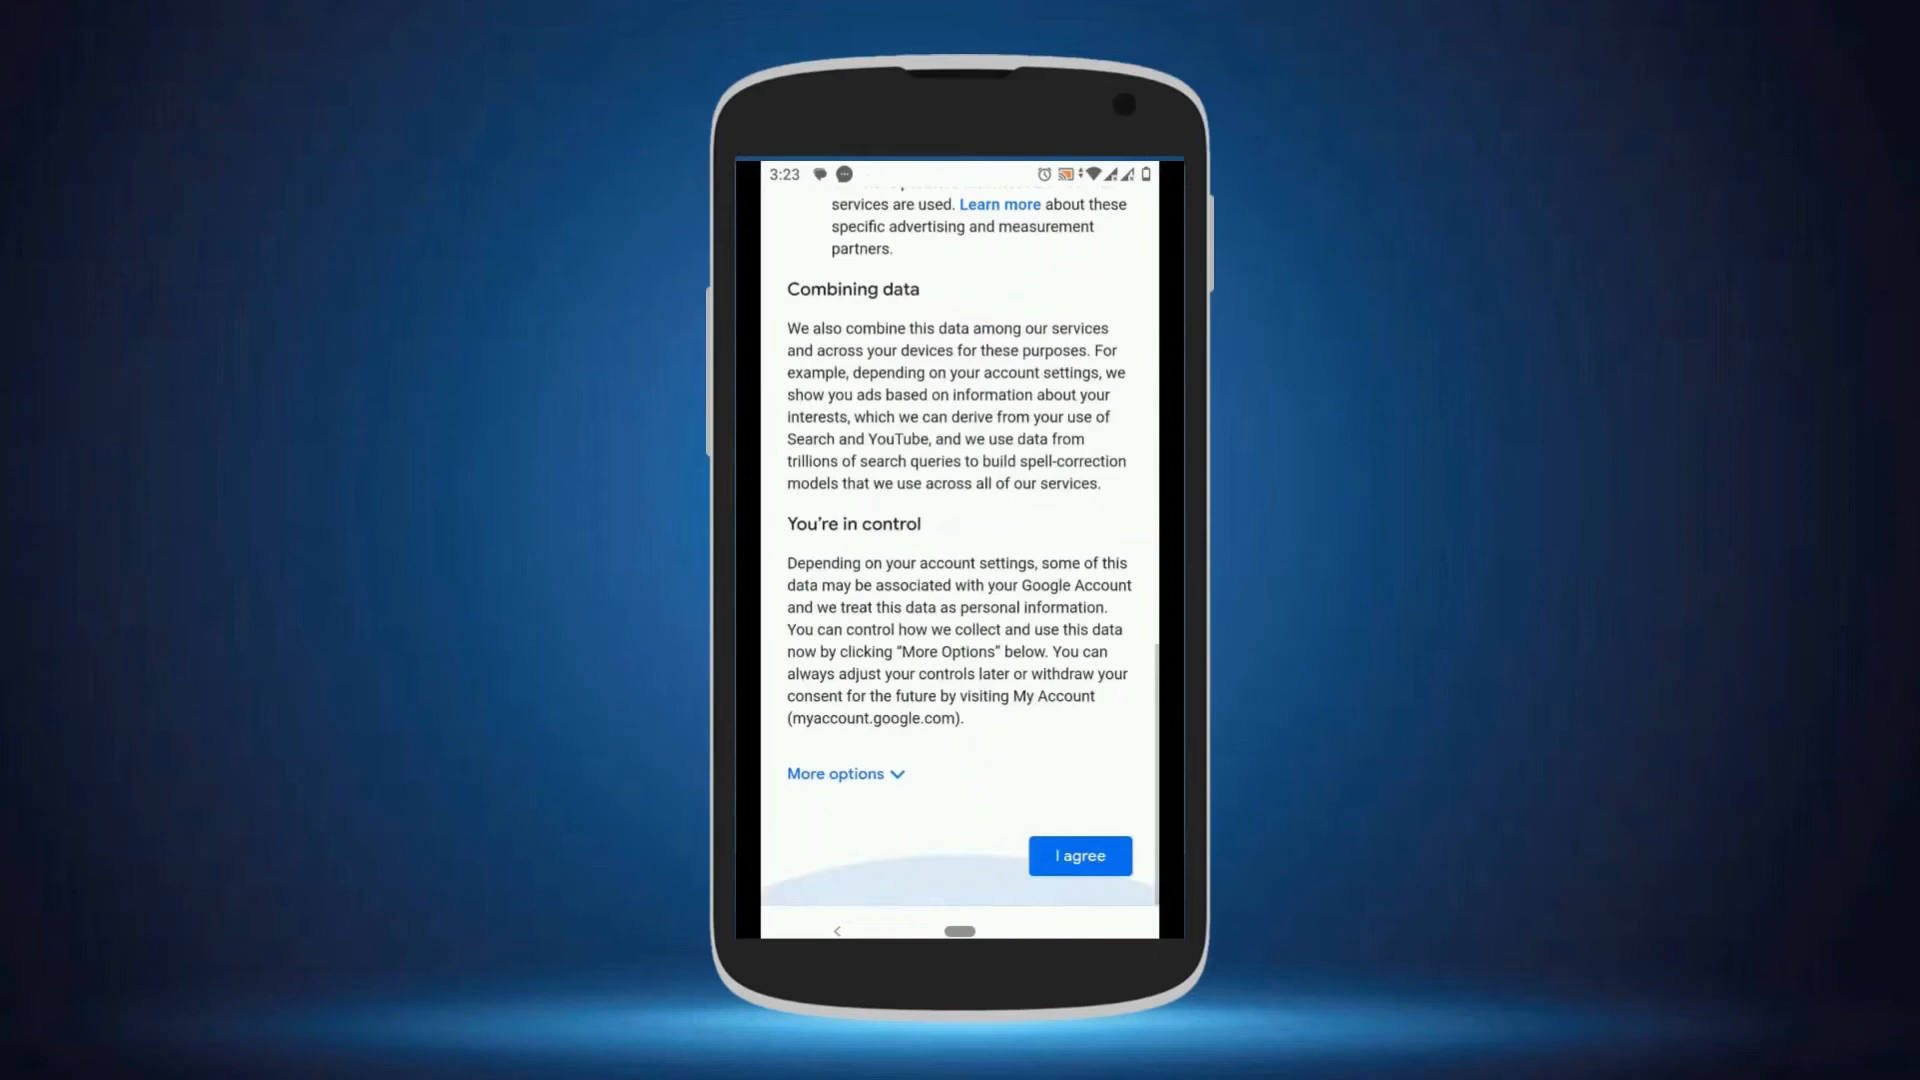 3:23
services are used. Learn more about these
specific advertising and measurement
partners.
Combining data
We also combine this data among our services
and across your devices for these purposes. For
example, depending on your account settings, we
show you ads based on information about your
interests, which we can derive from your use of
Search and YouTube, and we use data from
trillions of search queries to build spell-correction
models that we use across all of our services.
You’re in control
Depending on your account settings, some of this
data may be associated with your Google Account
and we treat this data as personal information.
You can control how we collect and use this data
now by clicking “More Options” below. You can
always adjust your controls later or withdraw your
consent for the future by visiting My Account
(myaccount.google.com).
More options
I agree